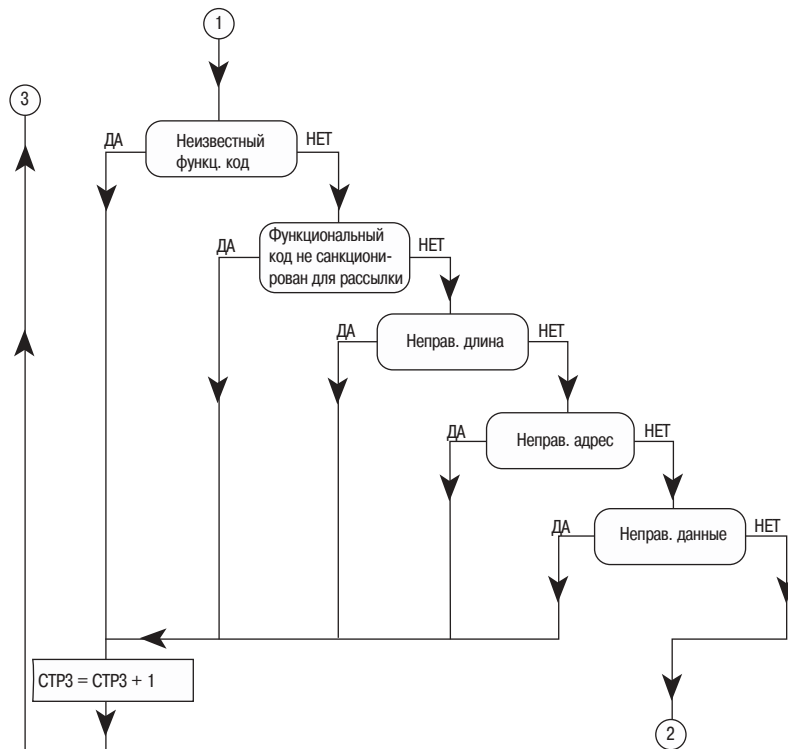 1
3
ДА
Неизвестный
функц. код
НЕТ
ДА
Функциональный
код не санкциони-
рован для рассылки
НЕТ
ДА
Неправ. длина
НЕТ
ДА
Неправ. адрес
НЕТ
ДА
Неправ. данные
НЕТ
СТР3 = СТР3 + 1
2